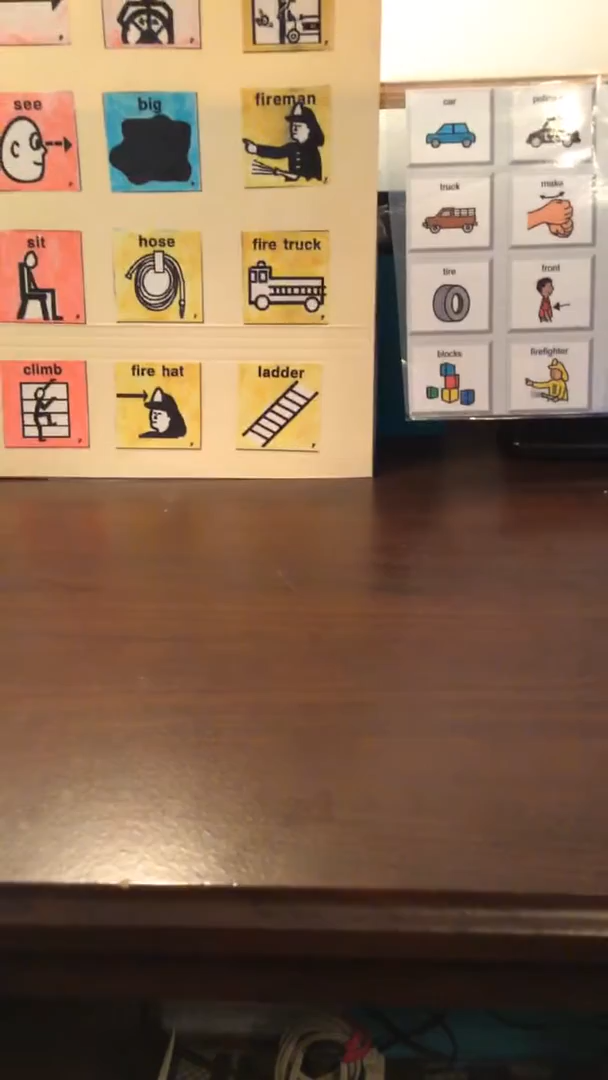 see big fireman
sit hose fire truck
climb fire hat ladder
car
truck make
tire front
blocks firefighter